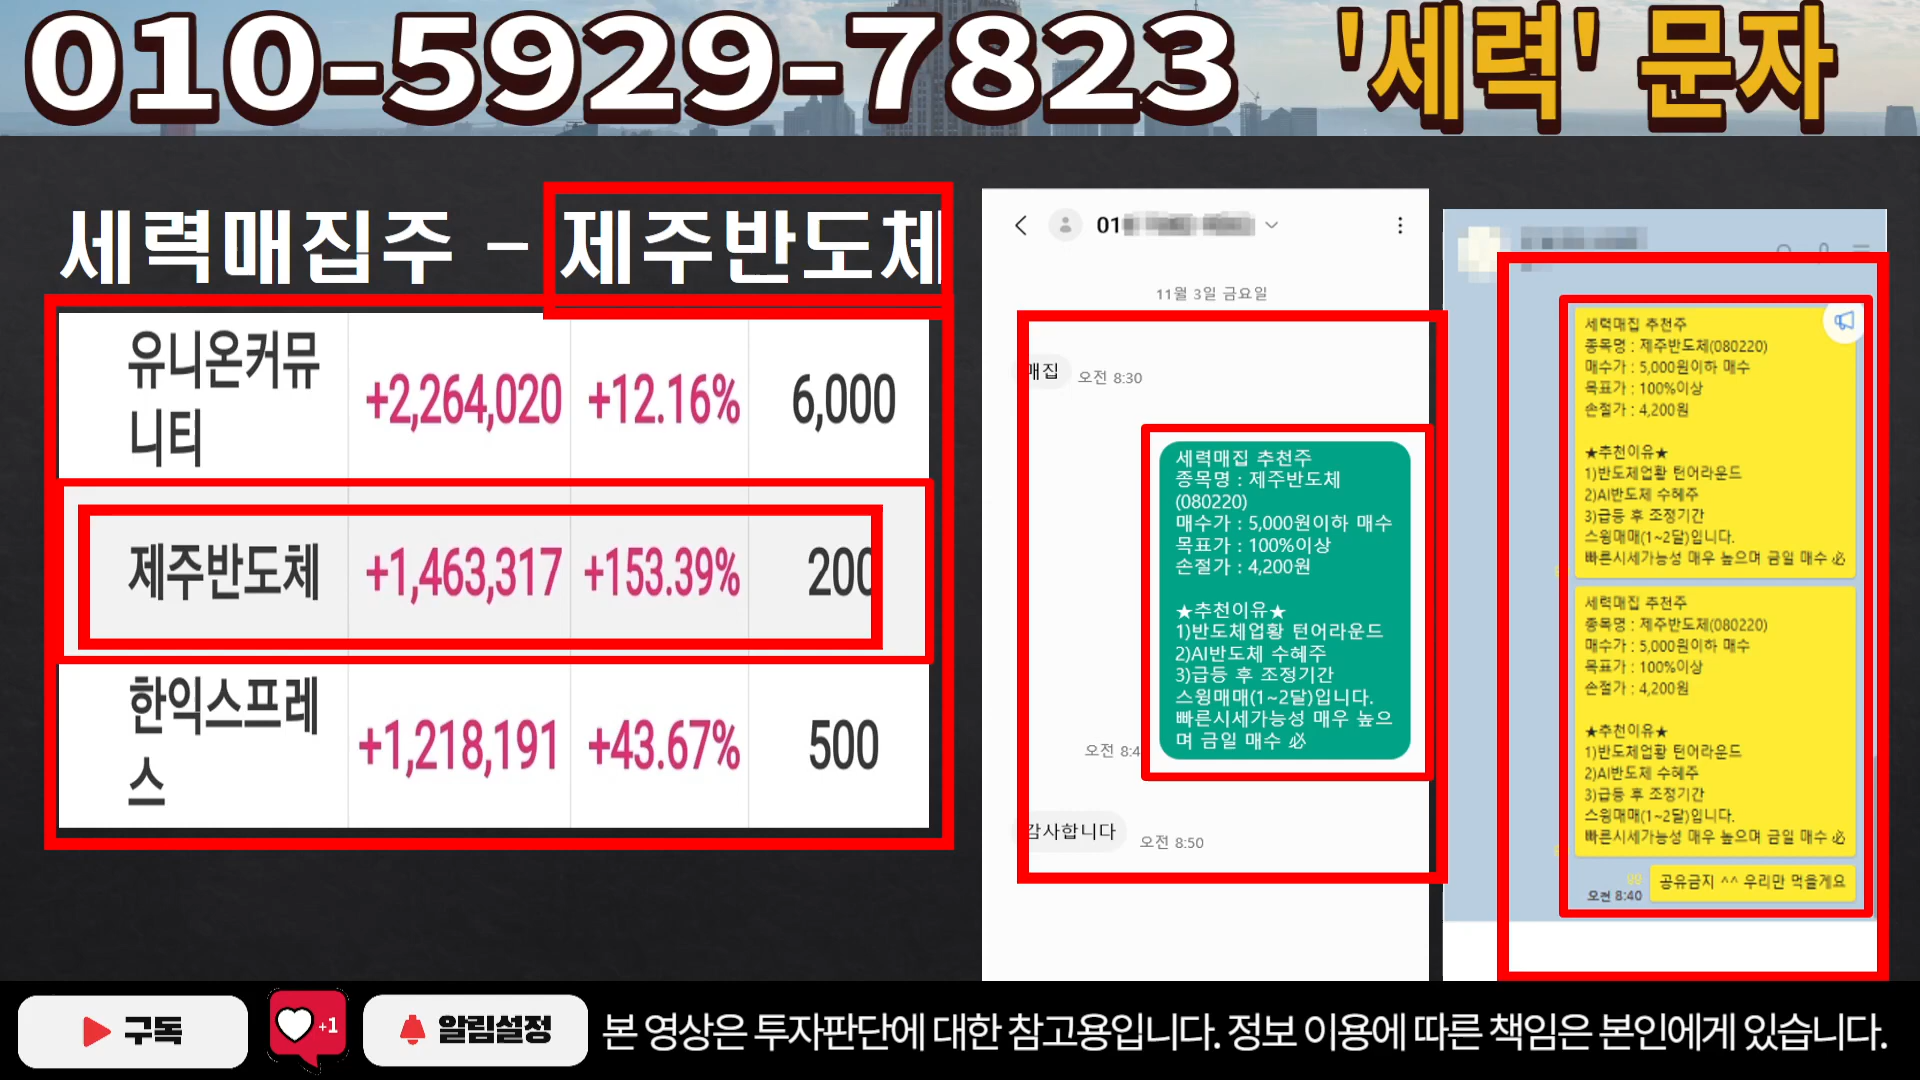 010-5929-7823 '세력' 문자
세력매집주 - 제주반도체
유니온커뮤
니티
+2,264,020 +12.16% 6,000
제주반도체 +1,463,317 +153.39% 200
한익스프레
스
+1,218,191 +43.67% 500
01
11월 3일 금요일
매집 오전 8:30
세력매집 추천주
종목명 : 제주반도체
(080220)
매수가 : 5,000원이하 매수
목표가 : 100%이상
손절가 : 4,200원
★추천이유★
1)반도체업황 턴어라운드
2)AI반도체 수혜주
3)급등 후 조정기간
스윙매매(1~2달)입니다.
빠른시세가능성 매우 높으
며 금일 매수 必
오전 8:4
감사합니다 오전 8:50
세력매집 추천주
종목명 : 제주반도체(080220)
매수가 : 5,000원이하 매수
목표가 : 100%이상
손절가 : 4,200원
★추천이유★
1)반도체업황 턴어라운드
2)AI반도체 수혜주
3)급등 후 조정기간
스윙매매(1~2달)입니다.
빠른시세가능성 매우 높으며 금일 매수 必
세력매집 추천주
종목명 : 제주반도체(080220)
매수가 : 5,000원이하 매수
목표가 : 100%이상
손절가 : 4,200원
★추천이유★
1)반도체업황 턴어라운드
2)AI반도체 수혜주
3)급등 후 조정기간
스윙매매(1~2달)입니다.
빠른시세가능성 매우 높으며 금일 매수 必
오전 8:40 공유금지 ^^ 우리만 먹을게요
구독 +1 알림설정 본 영상은 투자판단에 대한 참고용입니다. 정보 이용에 따른 책임은 본인에게 있습니다.